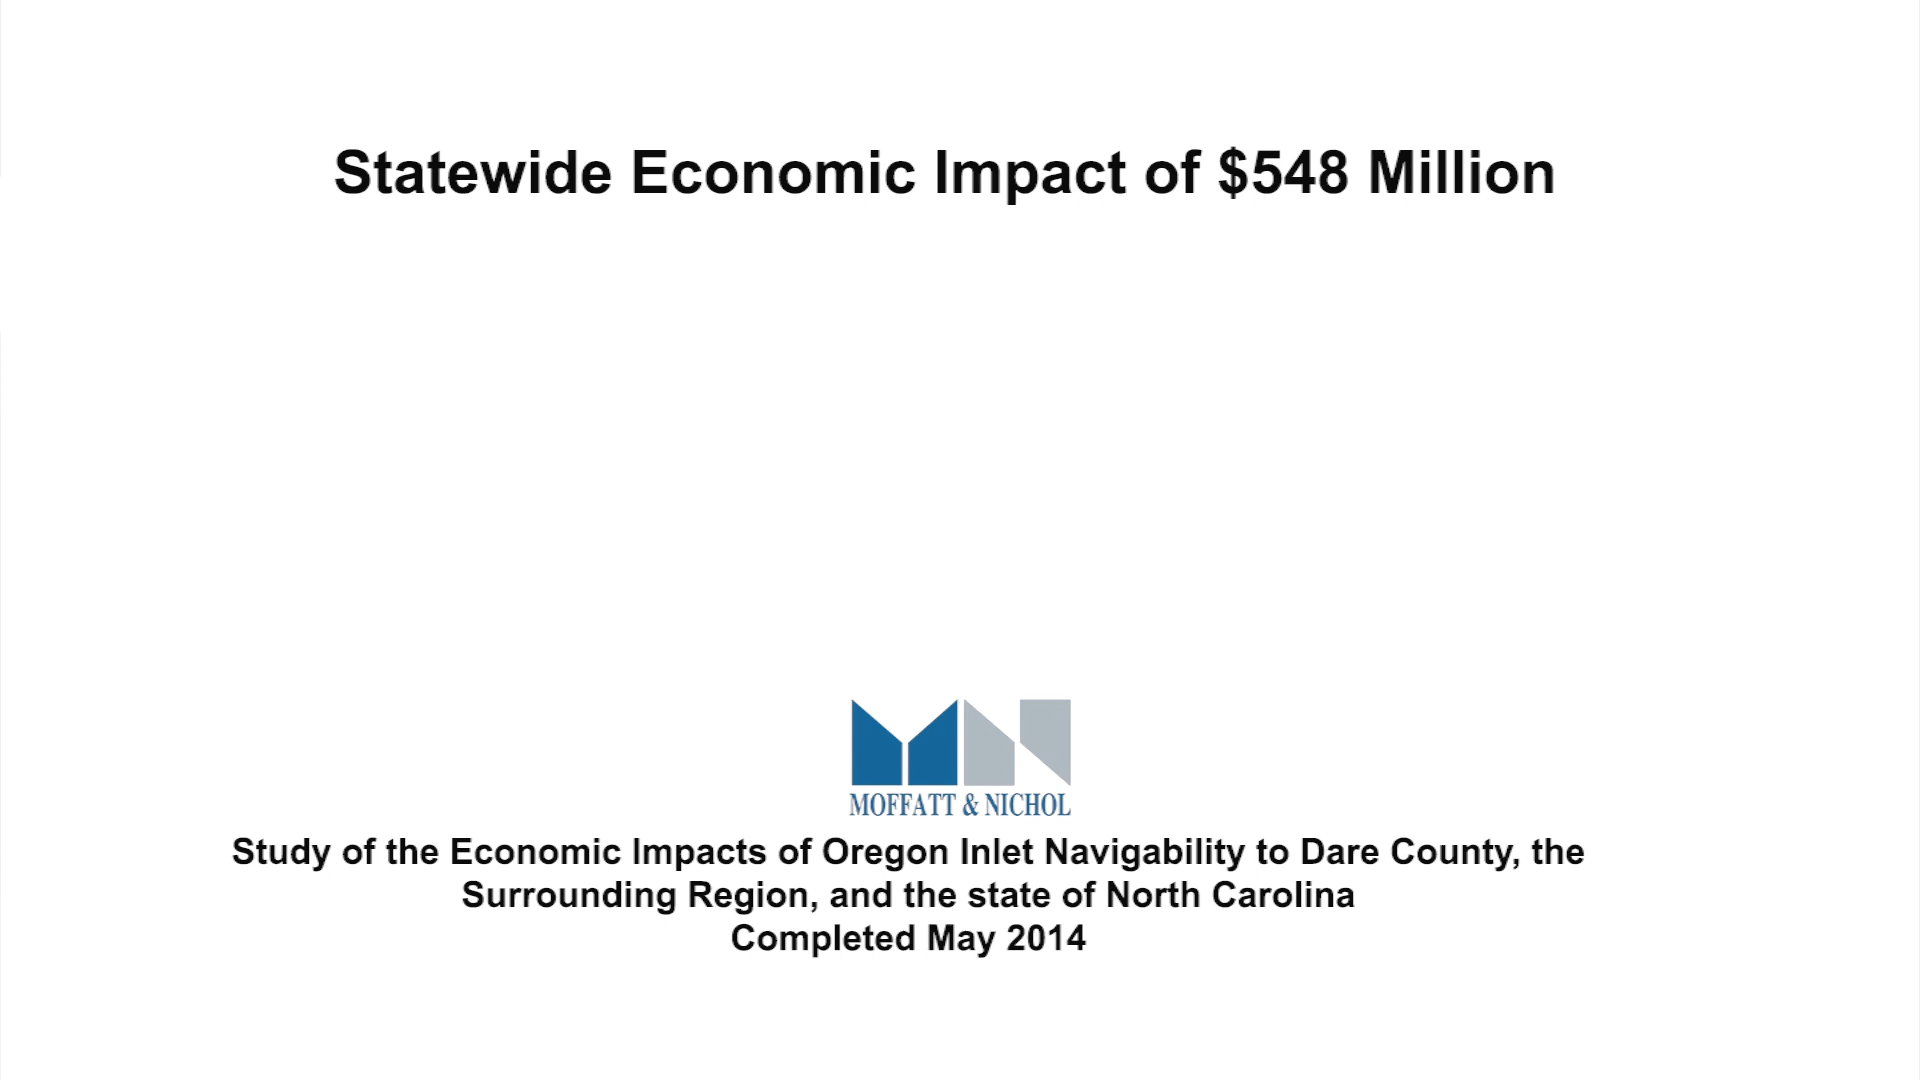 Statewide Economic Impact of $548 Million
MOFFATT & NICHOL
Study of the Economic Impacts of Oregon Inlet Navigability to Dare County, the
Surrounding Region, and the state of North Carolina
Completed May 2014